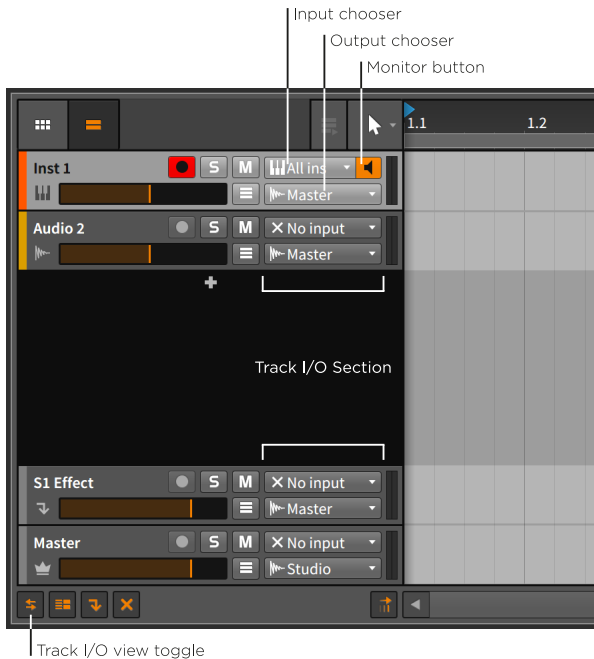 Input chooser
Output chooser
Monitor button
1.1 1.2
Inst 1 S M All ins
Master
Audio 2 S M No input
Master
Track I/O Section
S1 Effect S M No input
Master
Master S M No input
Studio
Track I/O view toggle